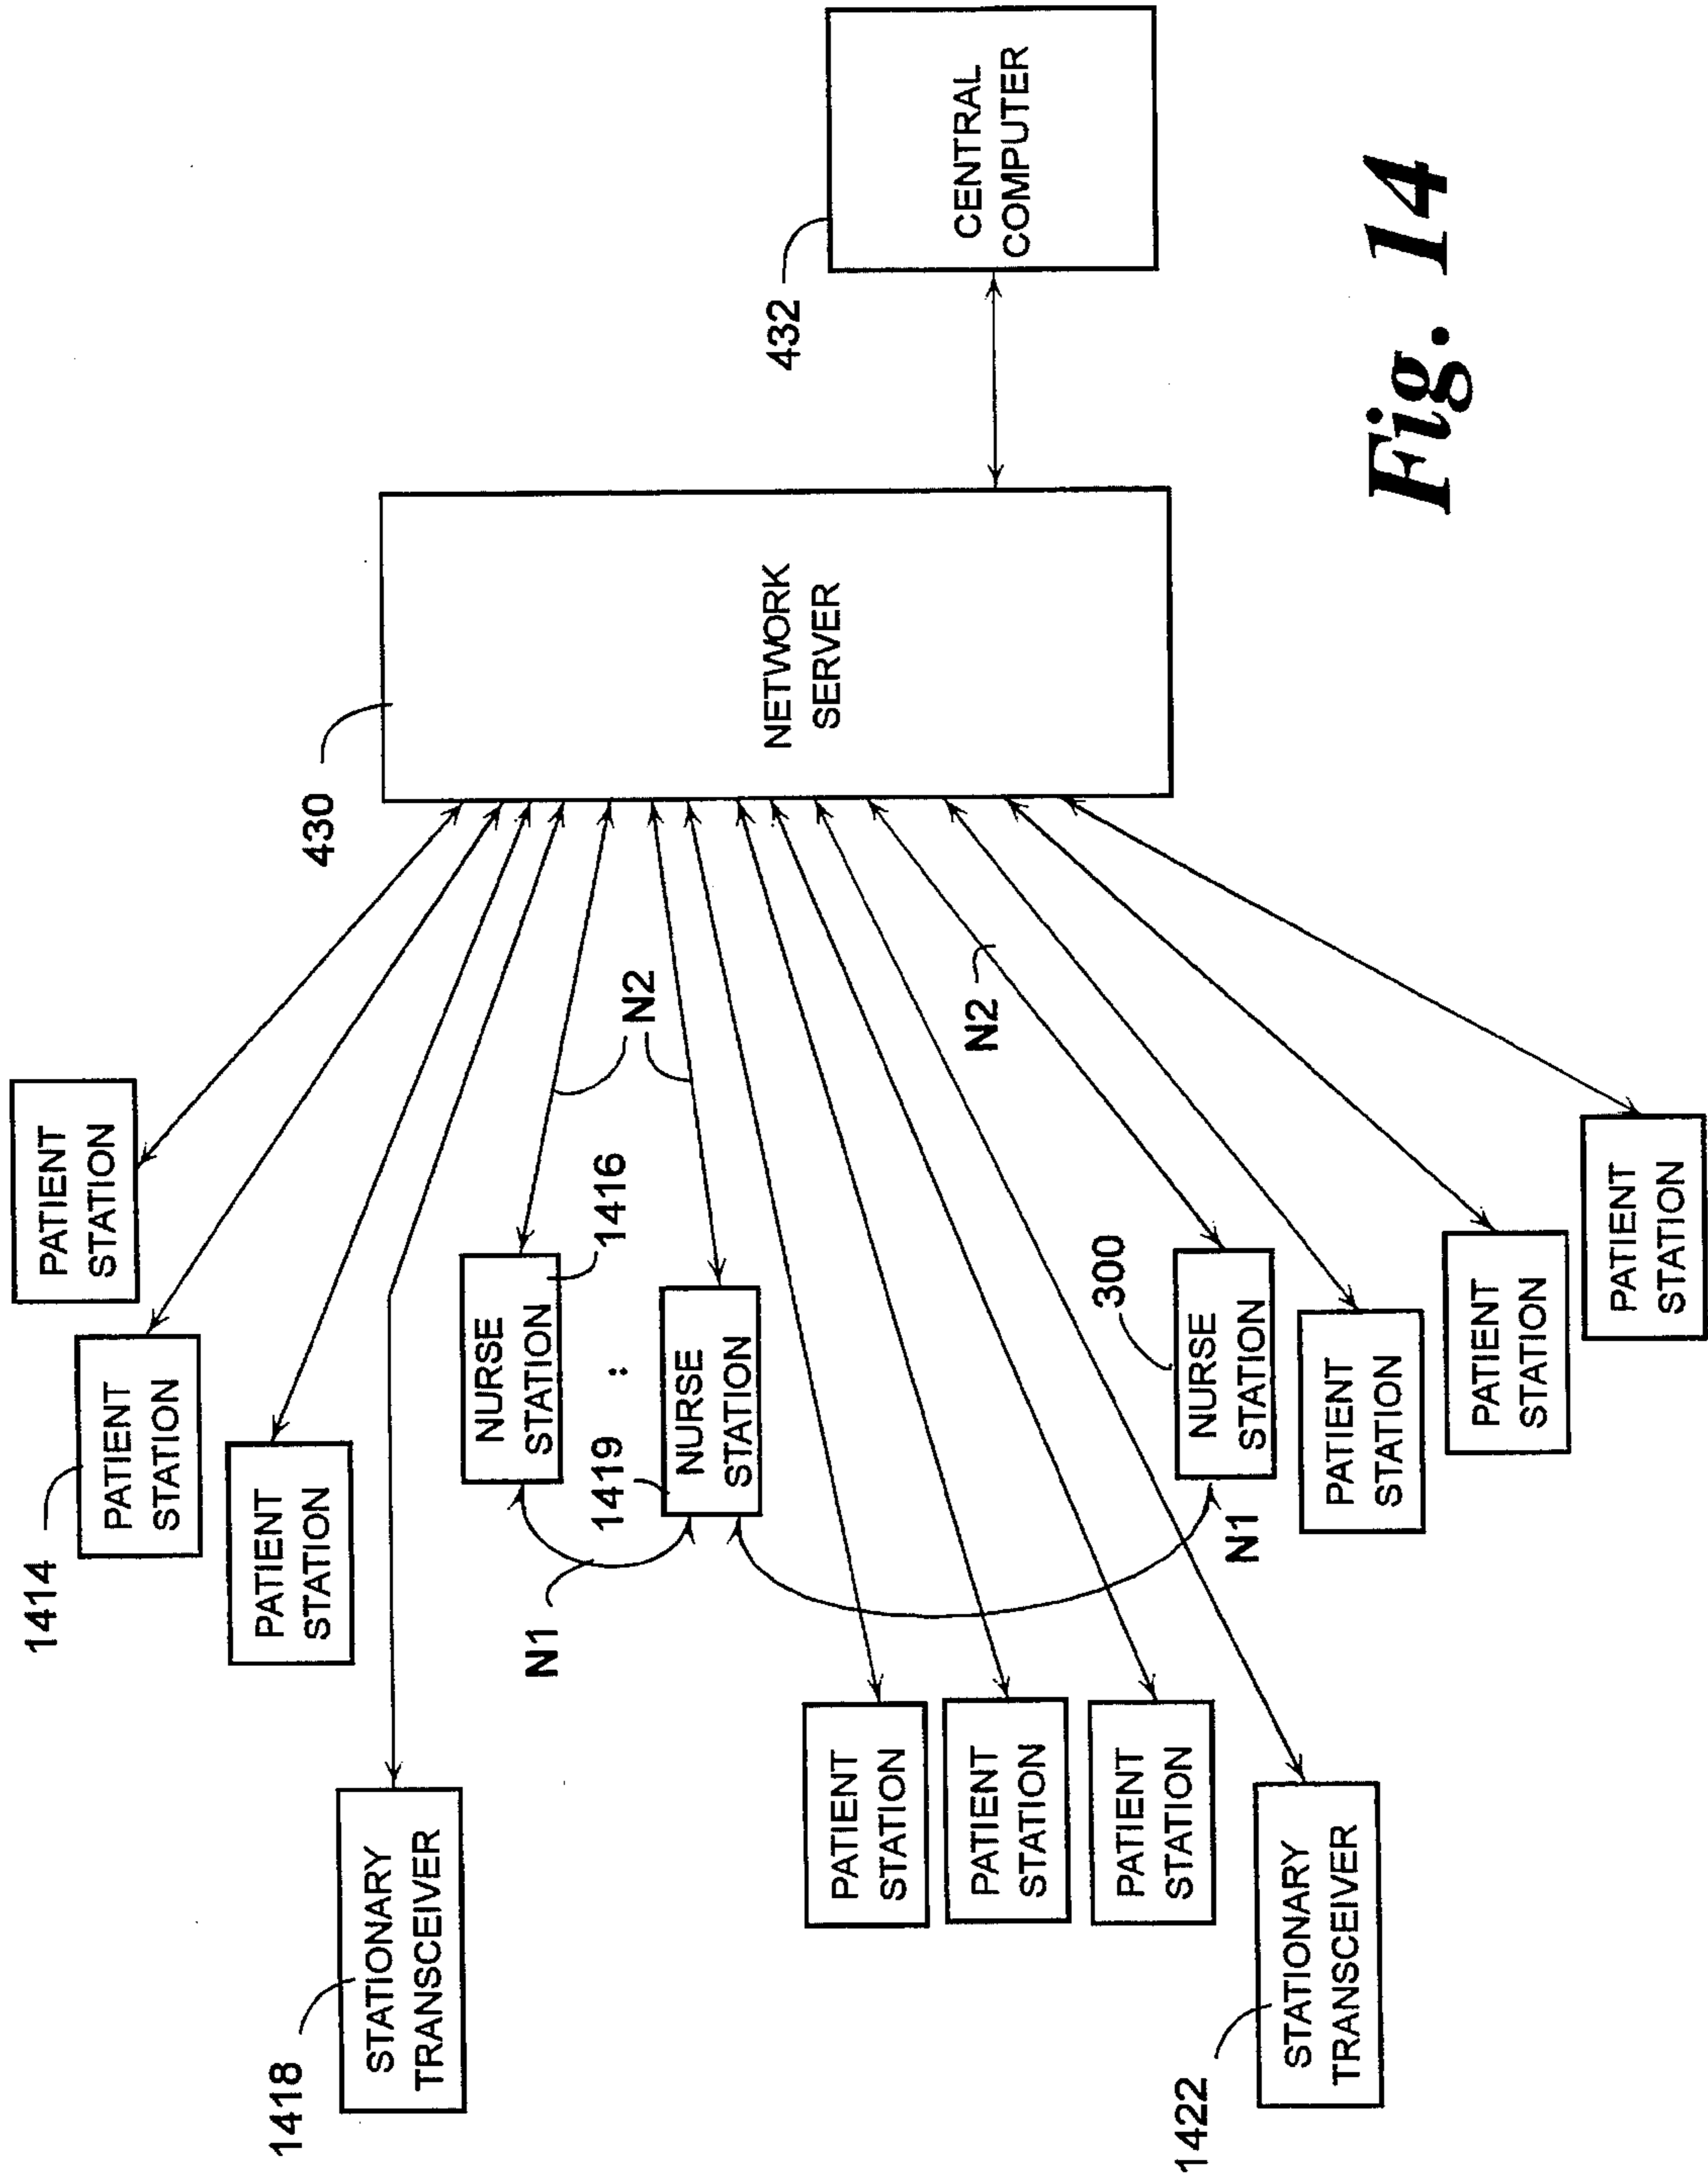 PATIENT
STATION
1414
PATIENT
STATION
PATIENT
STATION
1418
STATIONARY
TRANSCEIVER
NURSE
STATION
1416
N1
1419
:
NURSE
STATION
N2
PATIENT
STATION
PATIENT
STATION
PATIENT
STATION
1422
STATIONARY
TRANSCEIVER
300
NURSE
STATION
N1
N2
PATIENT
STATION
PATIENT
STATION
PATIENT
STATION
430
NETWORK
SERVER
432
CENTRAL
COMPUTER
Fig. 14